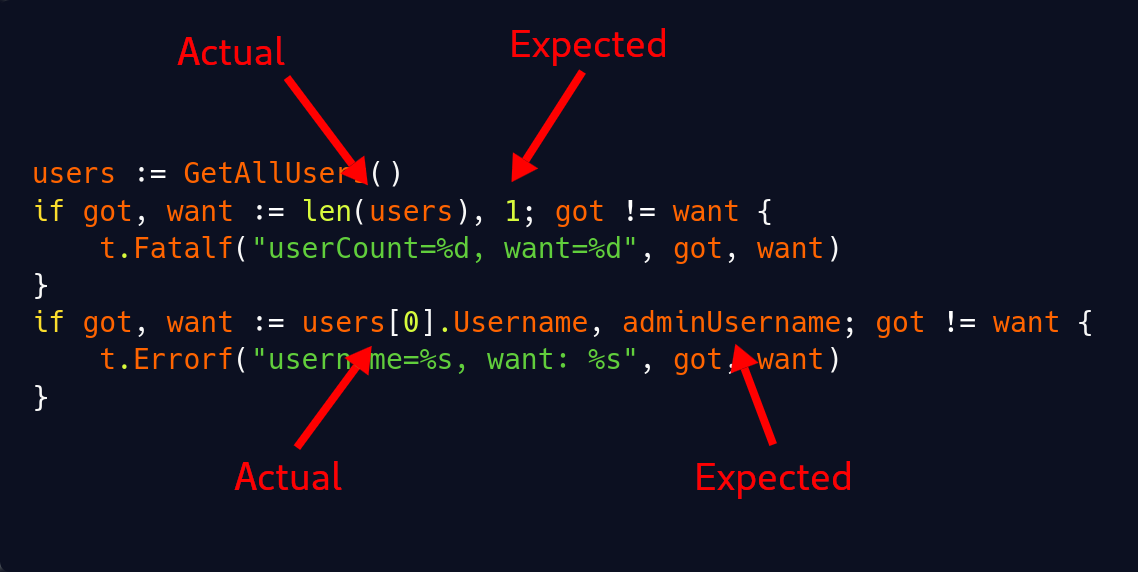 Actual
Expected
users := GetAllUsers()
if got, want := len(users), 1; got != want {
    t.Fatalf("userCount=%d, want=%d", got, want)
}
if got, want := users[0].Username, adminUsername; got != want {
    t.Errorf("username=%s, want: %s", got, want)
}
Actual
Expected